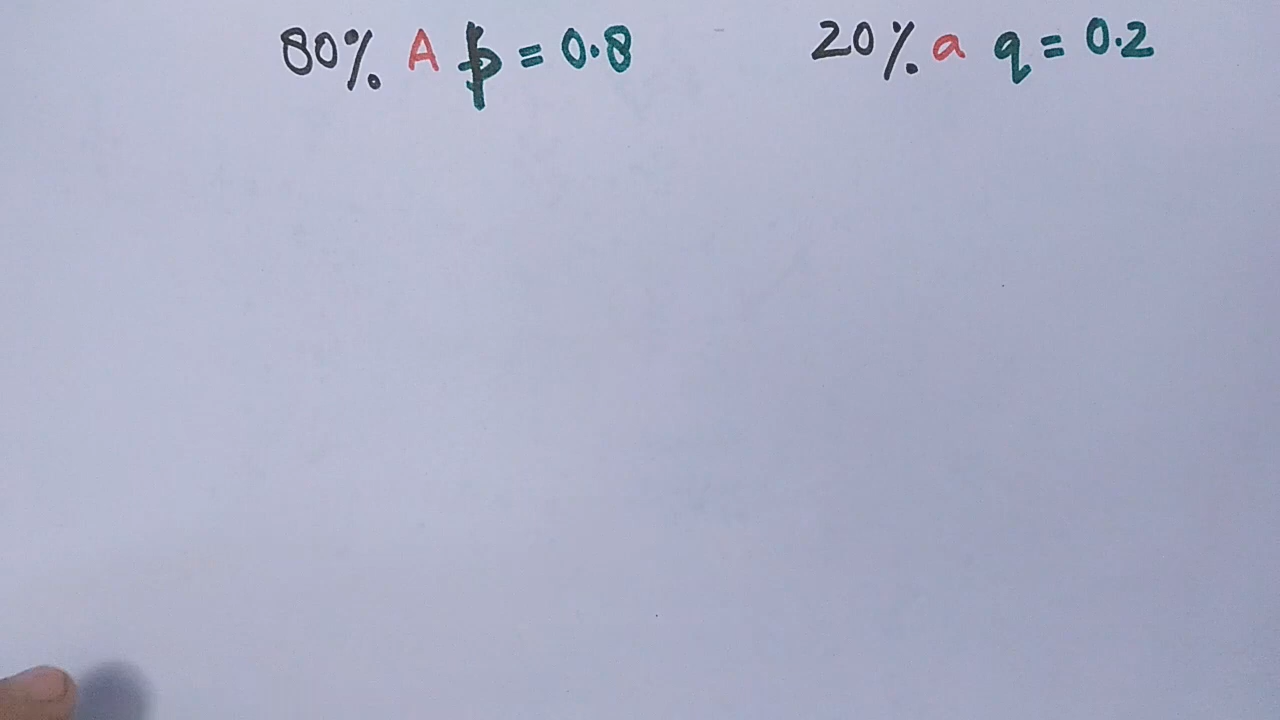 80% A p = 0.8 20% a q = 0.2